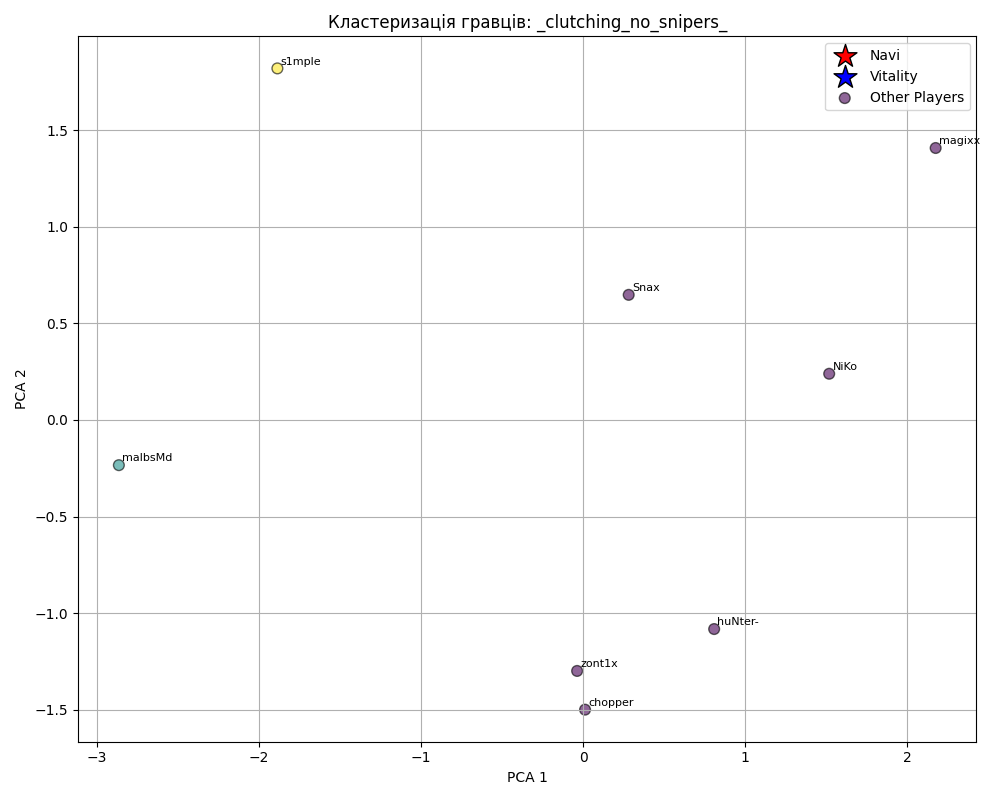 Кластеризація гравців: _clutching_no_snipers_
Navi
Vitality
Other Players
s1mple
magixx
Snax
NiKo
malbsMd
huNter-
zont1x
chopper
PCA 2
1.5
1.0
0.5
0.0
−0.5
−1.0
−1.5
−3
−2
−1
0
1
2
PCA 1